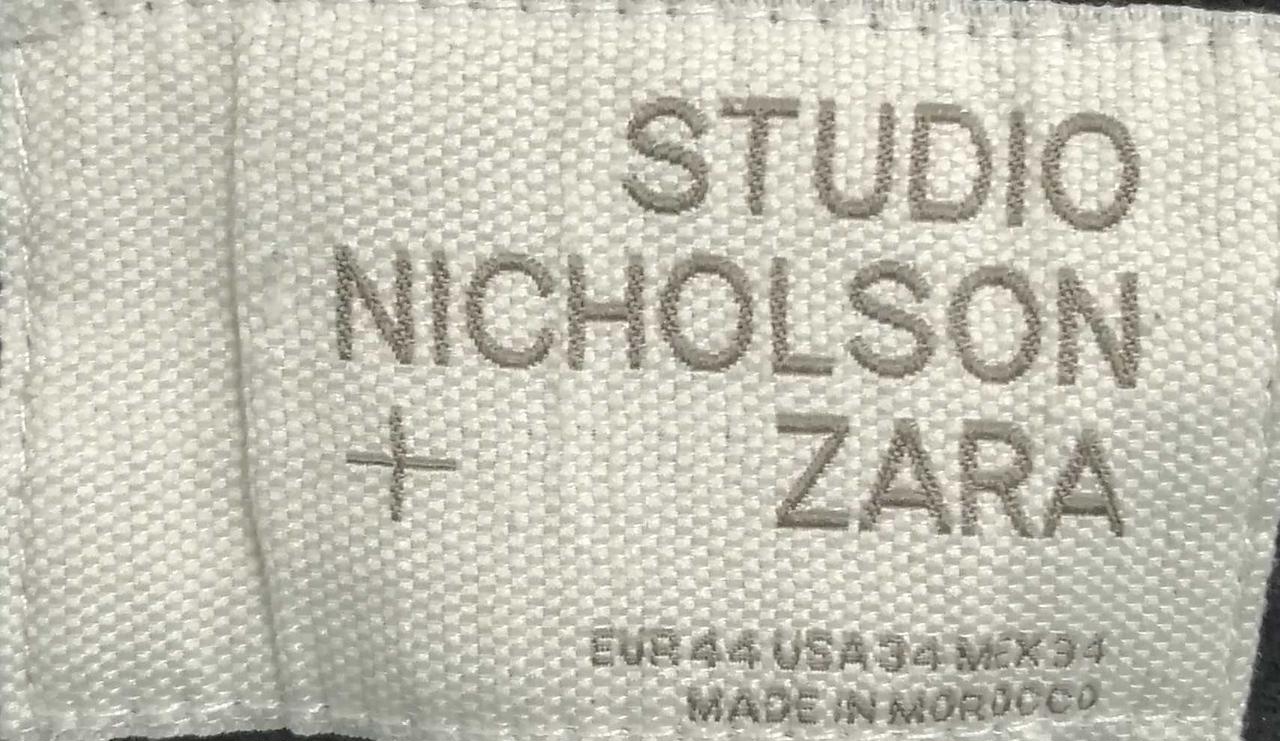 STUDIO
NICHOLSON
+ ZARA
EUR 44 USA 34 MEX 34
MADE IN MOROCCO